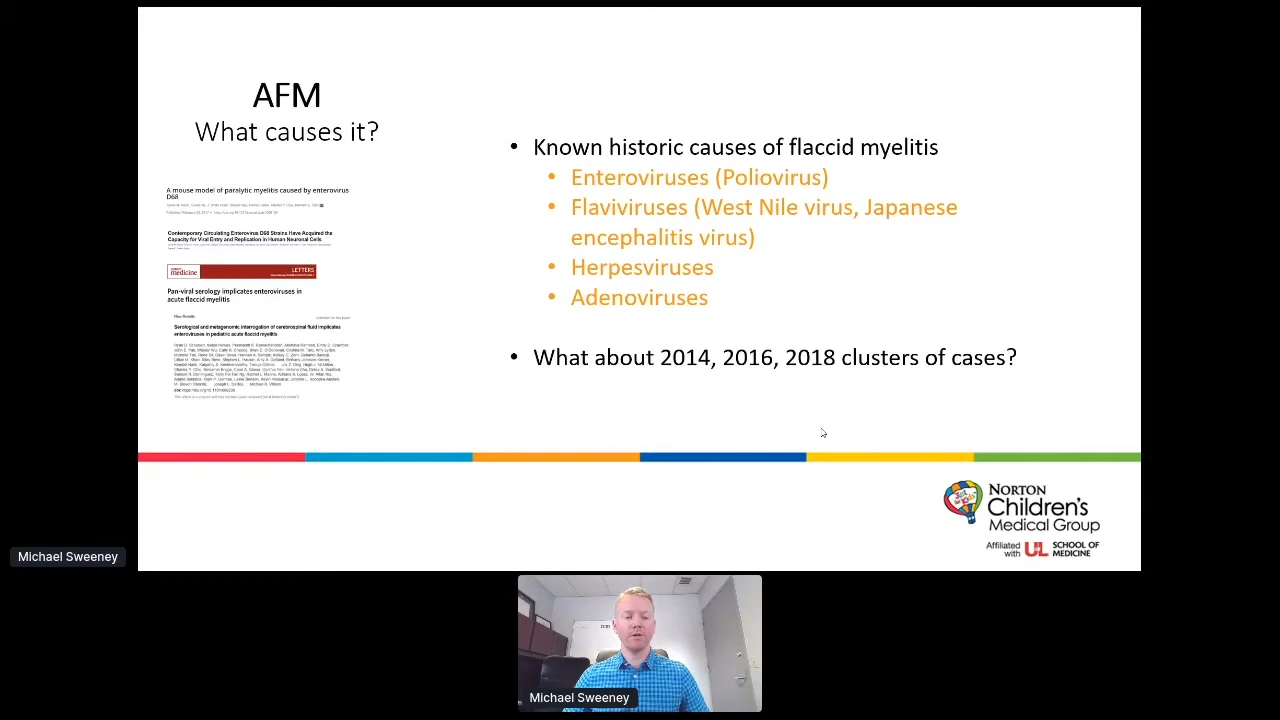 AFM
What causes it?
A mouse model of paralytic myelitis caused by enterovirus
D68
Contemporary Circulating Enterovirus D68 Strains Have Acquired the
Capacity for Viral Entry and Replication in Human Neuronal Cells
medicine
LETTERS
Pan-viral serology implicates enteroviruses in
acute flaccid myelitis
New Results
Serological and metagenomic interrogation of cerebrospinal fluid implicates
enteroviruses in pediatric acute flaccid myelitis
• Known historic causes of flaccid myelitis
• Enteroviruses (Poliovirus)
• Flaviviruses (West Nile virus, Japanese
encephalitis virus)
• Herpesviruses
• Adenoviruses
• What about 2014, 2016, 2018 clusters of cases?
Just for Kids
NORTON
Children's
Medical Group
Affiliated
with
UL
SCHOOL OF
MEDICINE
Michael Sweeney
Michael Sweeney